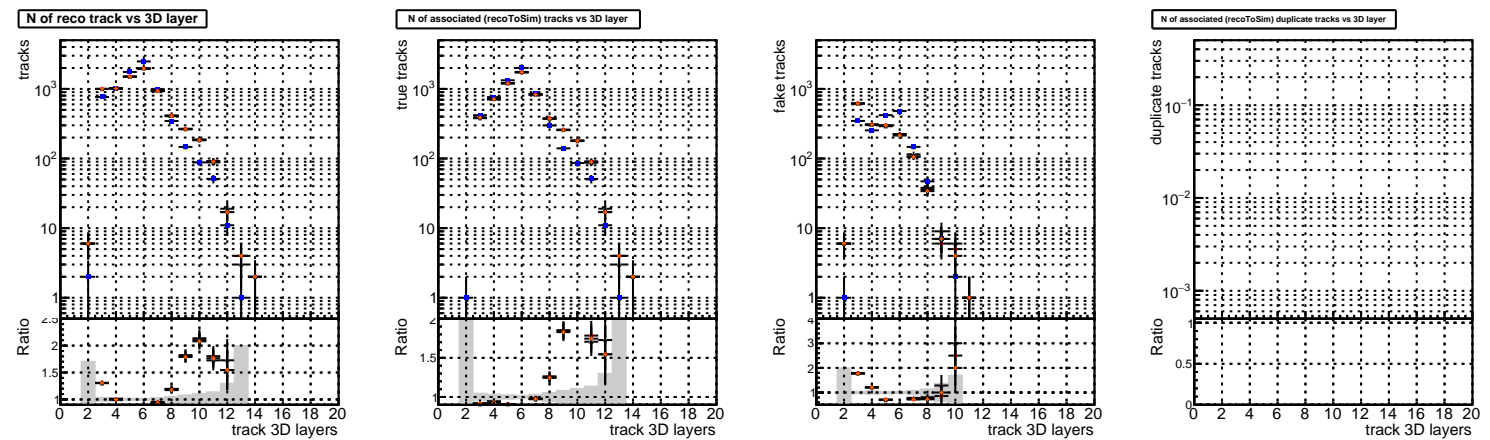 N of reco track vs 3D layer
tracks
10³
10²
10
1
Ratio
2.5
2
1.5
1
0 2 4 6 8 10 12 14 16 18 20
track 3D layers
N of associated (recoToSim) tracks vs 3D layer
true tracks
10³
10²
10
1
Ratio
2
1.5
1
0 2 4 6 8 10 12 14 16 18 20
track 3D layers
fake tracks
10³
10²
10
1
Ratio
4
3
2
1
0 2 4 6 8 10 12 14 16 18 20
track 3D layers
N of associated (recoToSim) duplicate tracks vs 3D layer
duplicate tracks
10⁻¹
10⁻²
10⁻³
Ratio
1
0.5
0
0 2 4 6 8 10 12 14 16 18 20
track 3D layers